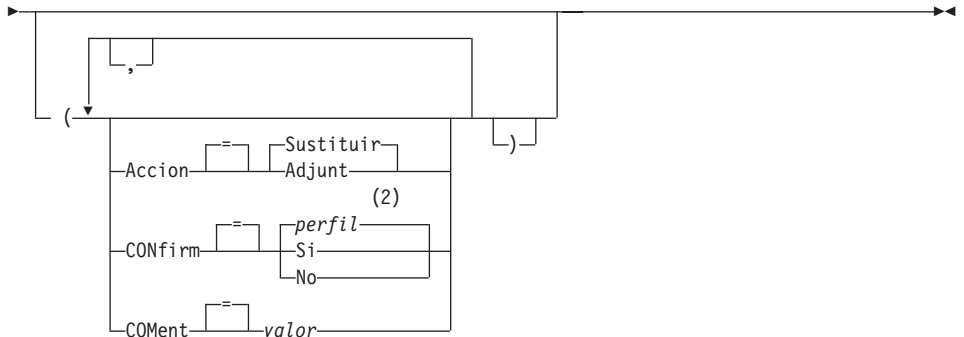 ,
(
)
=
Sustituir
Accion
Adjunt
(2)
=
perfil
CONfirm
Si
No
=
COMent
valor